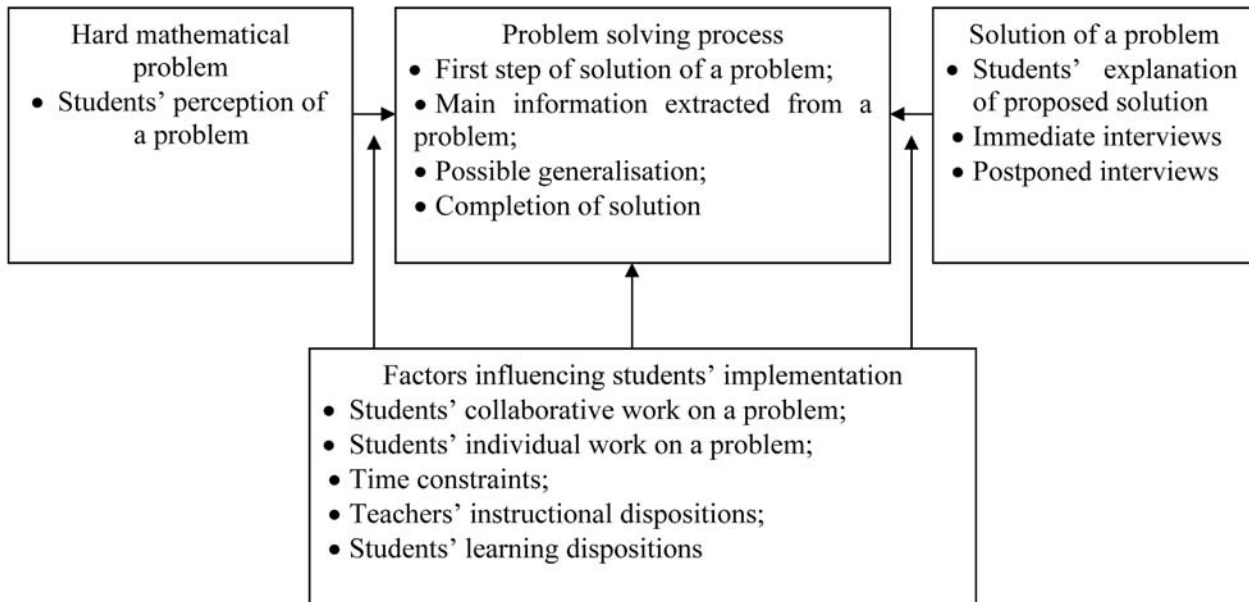 Hard mathematical
problem
• Students’ perception of
a problem
Problem solving process
• First step of solution of a problem;
• Main information extracted from a
problem;
• Possible generalisation;
• Completion of solution
Solution of a problem
• Students’ explanation
of proposed solution
• Immediate interviews
• Postponed interviews
Factors influencing students’ implementation
• Students’ collaborative work on a problem;
• Students’ individual work on a problem;
• Time constraints;
• Teachers’ instructional dispositions;
• Students’ learning dispositions